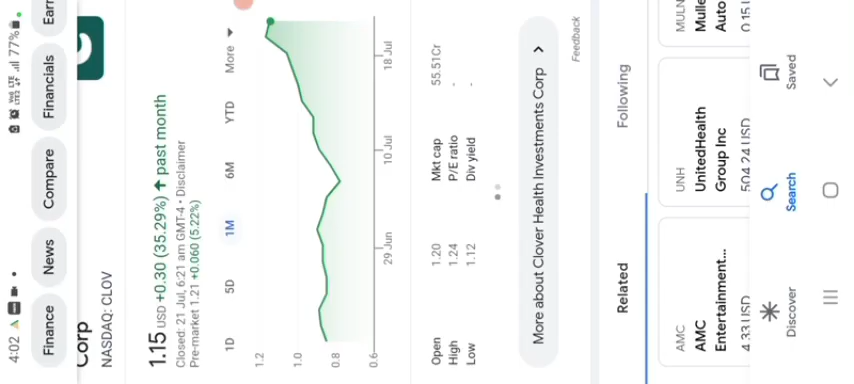 4:02
VoLTE LTE 77%
Finance News Compare Financials
Corp
NASDAQ: CLOV
1.15 USD +0.30 (35.29%) ↑ past month
Closed: 21 Jul, 6:21 am GMT-4 • Disclaimer
Pre-market 1.21 +0.060 (5.22%)
1D 5D 1M 6M YTD More
1.2
1.0
0.8
0.6
29 Jun 10 Jul 18 Jul
Open 1.20 Mkt cap 55.51Cr
High 1.24 P/E ratio -
Low 1.12 Div yield -
More about Clover Health Investments Corp >
Feedback
Related Following
AMC
AMC
Entertainment...
4.33 USD
UNH
UnitedHealth
Group Inc
504.24 USD
MULN
Discover Search Saved